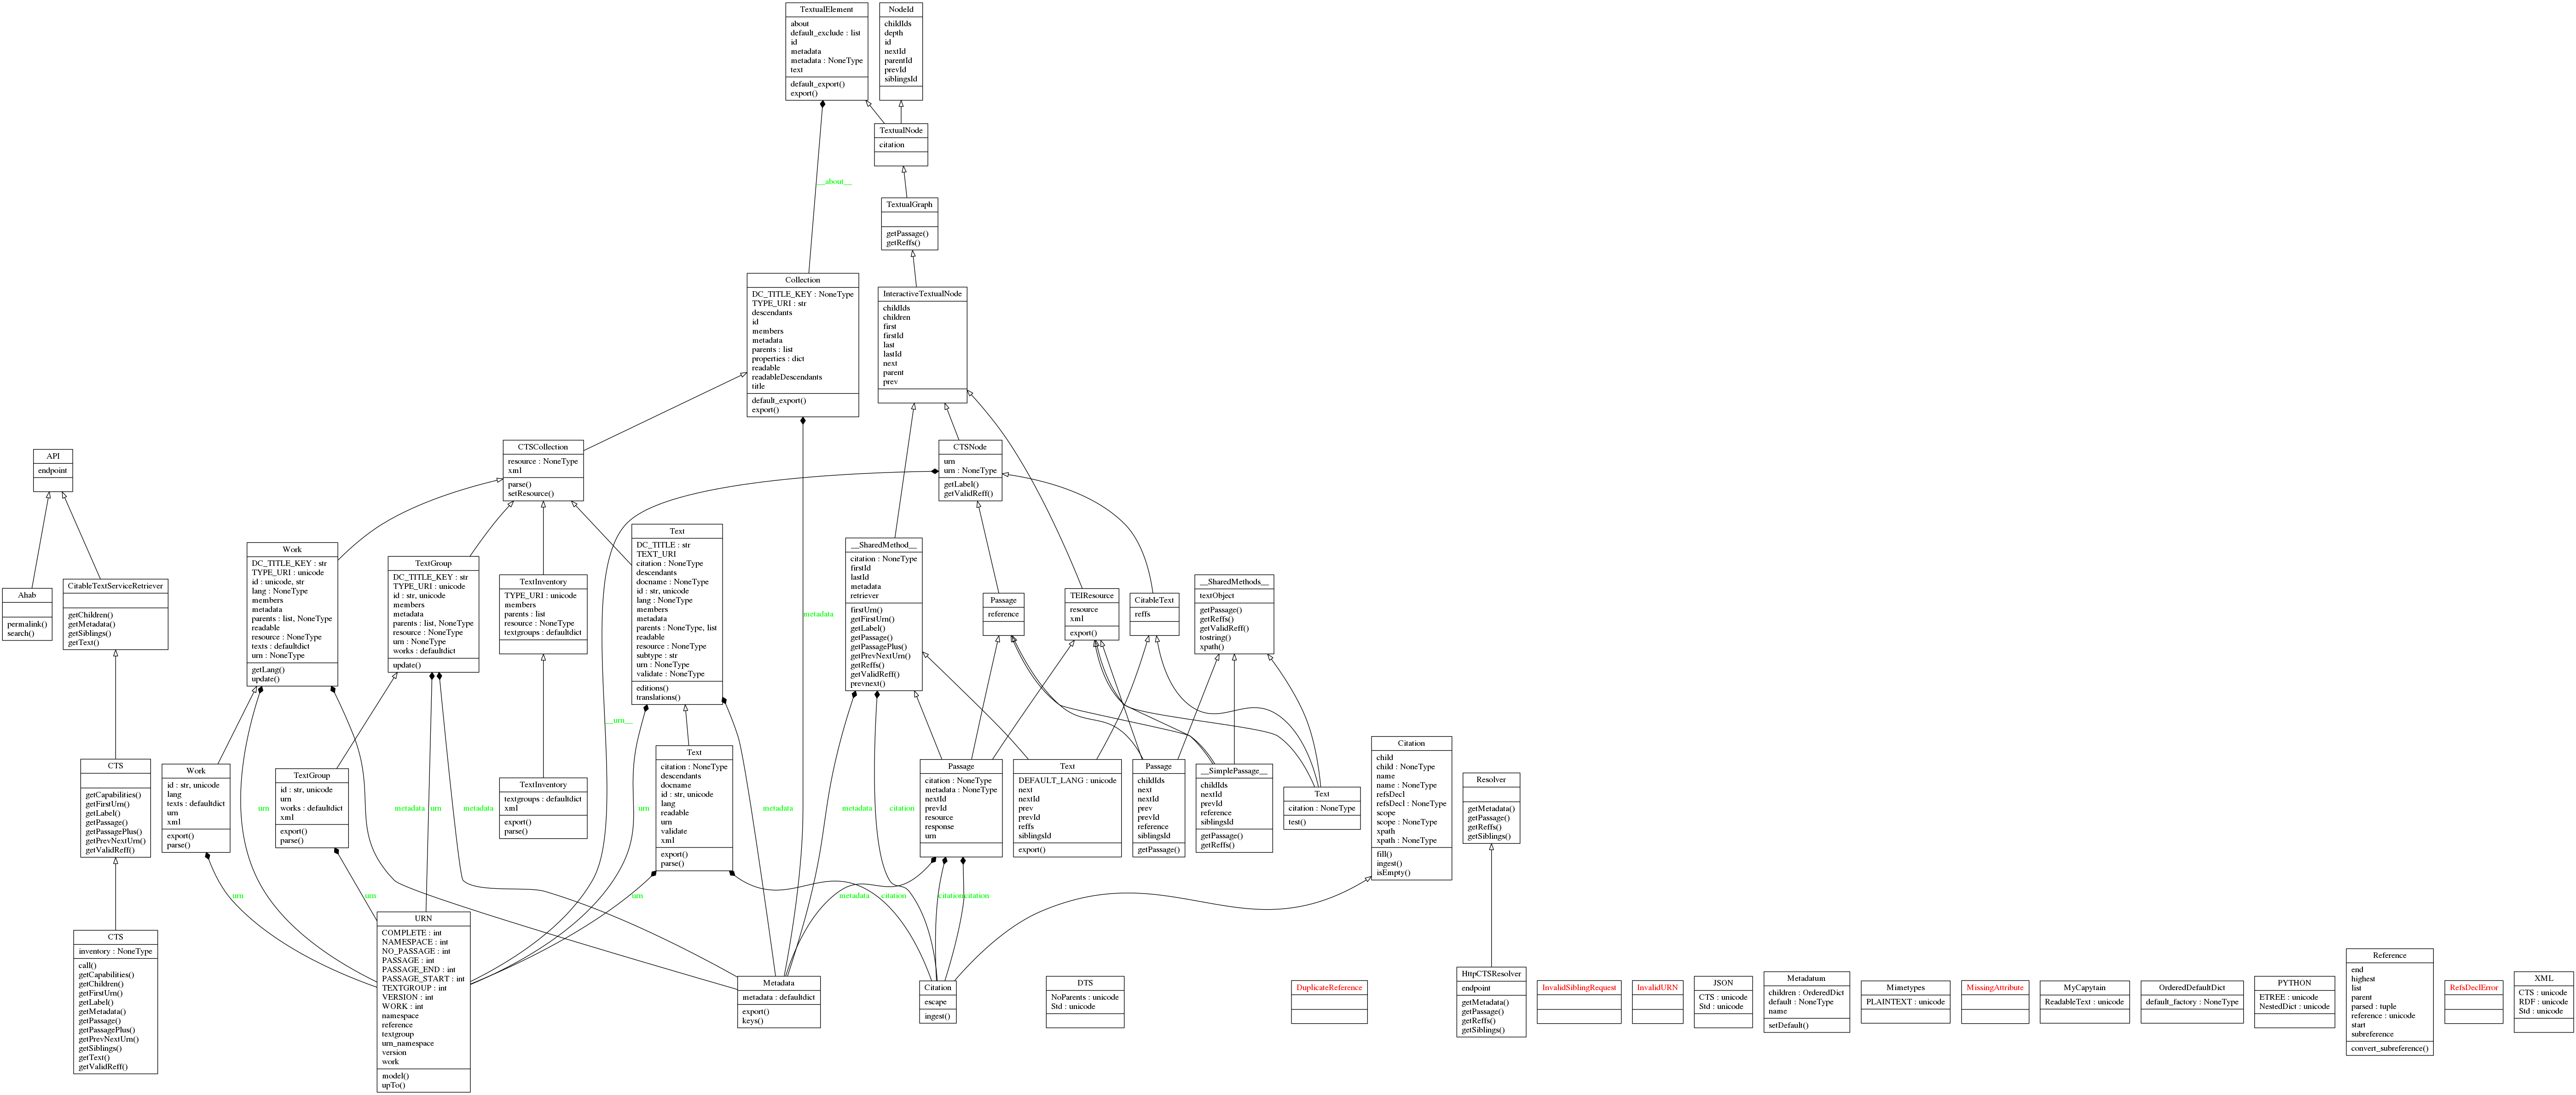 TextualElement
about
default_exclude : list
id
metadata
metadata : NoneType
text
default_export()
export()
NodeId
childIds
depth
id
nextId
parentId
prevId
siblingsId
TextualNode
citation
__about__
TextualGraph
getPassage()
getReffs()
Collection
DC_TITLE_KEY : NoneType
TYPE_URI : str
descendants
id
members
metadata
parents : list
properties : dict
readable
readableDescendants
title
default_export()
export()
InteractiveTextualNode
childIds
children
first
firstId
last
lastId
next
parent
prev
CTSCollection
resource : NoneType
xml
parse()
setResource()
CTSNode
urn
urn : NoneType
getLabel()
getValidReff()
API
endpoint
Work
DC_TITLE_KEY : str
TYPE_URI : unicode
id : unicode, str
lang : NoneType
members
metadata
parents : list, NoneType
readable
resource : NoneType
texts : defaultdict
urn : NoneType
getLang()
update()
TextGroup
DC_TITLE_KEY : str
TYPE_URI : unicode
id : str, unicode
members
metadata
parents : list, NoneType
resource : NoneType
urn : NoneType
works : defaultdict
update()
TextInventory
TYPE_URI : unicode
members
parents : list
resource : NoneType
textgroups : defaultdict
Text
DC_TITLE : str
TEXT_URI
citation : NoneType
descendants
docname : NoneType
id : str, unicode
lang : NoneType
members
metadata
parents : NoneType, list
readable
resource : NoneType
subtype : str
urn : NoneType
validate : NoneType
editions()
translations()
metadata
__SharedMethod__
citation : NoneType
firstId
lastId
metadata
retriever
firstUrn()
getFirstUrn()
getLabel()
getPassage()
getPassagePlus()
getPrevNextUrn()
getReffs()
getValidReff()
prevnext()
Passage
reference
TEIResource
resource
xml
export()
CitableText
reffs
__SharedMethods__
textObject
getPassage()
getReffs()
getValidReff()
tostring()
xpath()
Ahab
permalink()
search()
CitableTextServiceRetriever
getChildren()
getMetadata()
getSiblings()
getText()
__urn__
CTS
getCapabilities()
getFirstUrn()
getLabel()
getPassage()
getPassagePlus()
getPrevNextUrn()
getValidReff()
Work
id : str, unicode
lang
texts : defaultdict
urn
xml
export()
parse()
TextGroup
id : str, unicode
urn
works : defaultdict
xml
export()
parse()
TextInventory
textgroups : defaultdict
xml
export()
parse()
Text
citation : NoneType
descendants
docname
id : str, unicode
lang
readable
urn
validate
xml
export()
parse()
Passage
citation : NoneType
metadata : NoneType
nextId
prevId
resource
response
urn
Text
DEFAULT_LANG : unicode
next
nextId
prev
prevId
reffs
siblingsId
export()
Passage
childIds
next
nextId
prev
prevId
reference
siblingsId
getPassage()
__SimplePassage__
childIds
nextId
prevId
reference
siblingsId
getPassage()
getReffs()
Text
citation : NoneType
test()
Citation
child
child : NoneType
name
name : NoneType
refsDecl
refsDecl : NoneType
scope
scope : NoneType
xpath
xpath : NoneType
fill()
ingest()
isEmpty()
Resolver
getMetadata()
getPassage()
getReffs()
getSiblings()
urn
metadata
urn
metadata
urn
metadata
metadata
citation
urn
urn
urn
metadata
citation
citation
citation
CTS
inventory : NoneType
call()
getCapabilities()
getChildren()
getFirstUrn()
getLabel()
getMetadata()
getPassage()
getPassagePlus()
getPrevNextUrn()
getSiblings()
getText()
getValidReff()
URN
COMPLETE : int
NAMESPACE : int
NO_PASSAGE : int
PASSAGE : int
PASSAGE_END : int
PASSAGE_START : int
TEXTGROUP : int
VERSION : int
WORK : int
namespace
reference
textgroup
urn_namespace
version
work
model()
upTo()
Metadata
metadata : defaultdict
export()
keys()
Citation
escape
ingest()
DTS
NoParents : unicode
Std : unicode
DuplicateReference
HttpCTSResolver
endpoint
getMetadata()
getPassage()
getReffs()
getSiblings()
InvalidSiblingRequest
InvalidURN
JSON
CTS : unicode
Std : unicode
Metadatum
children : OrderedDict
default : NoneType
name
setDefault()
Mimetypes
PLAINTEXT : unicode
MissingAttribute
MyCapytain
ReadableText : unicode
OrderedDefaultDict
default_factory : NoneType
PYTHON
ETREE : unicode
NestedDict : unicode
Reference
end
highest
list
parent
parsed : tuple
reference : unicode
start
subreference
convert_subreference()
RefsDeclError
XML
CTS : unicode
RDF : unicode
Std : unicode